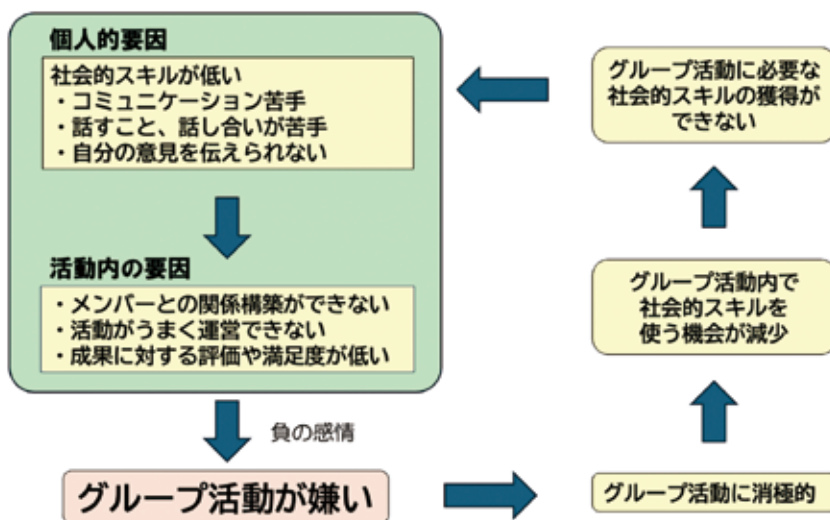 個人的要因
社会的スキルが低い
・コミュニケーション苦手
・話すこと、話し合いが苦手
・自分の意見を伝えられない
活動内の要因
・メンバーとの関係構築ができない
・活動がうまく運営できない
・成果に対する評価や満足度が低い
負の感情
グループ活動が嫌い
グループ活動に消極的
グループ活動内で
社会的スキルを
使う機会が減少
グループ活動に必要な
社会的スキルの獲得が
できない